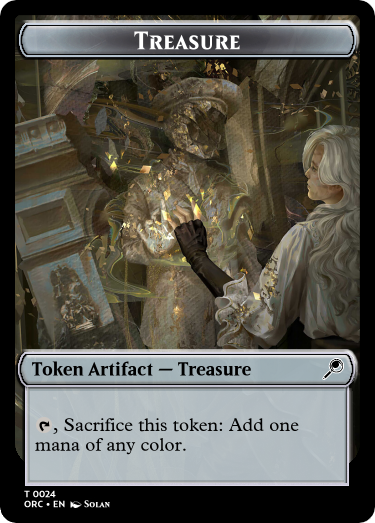 Treasure
Token Artifact — Treasure
, Sacrifice this token: Add one
mana of any color.
T 0024
ORC • EN Solan